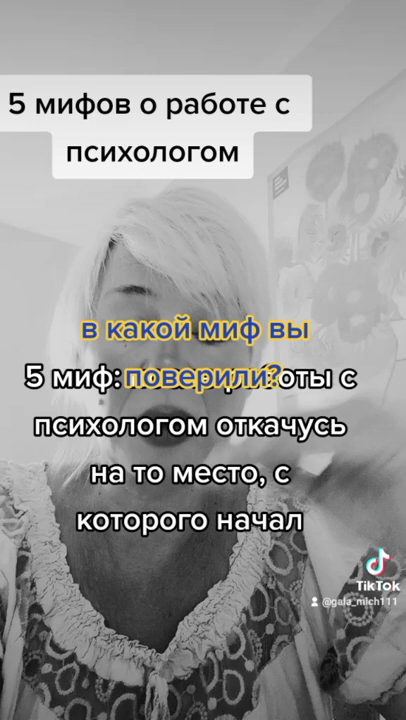 5 мифов о работе с
психологом
в какой миф вы
поверили?
5 миф: оты с
психологом откачусь
на то место, с
которого начал
TikTok
@gala_mich111